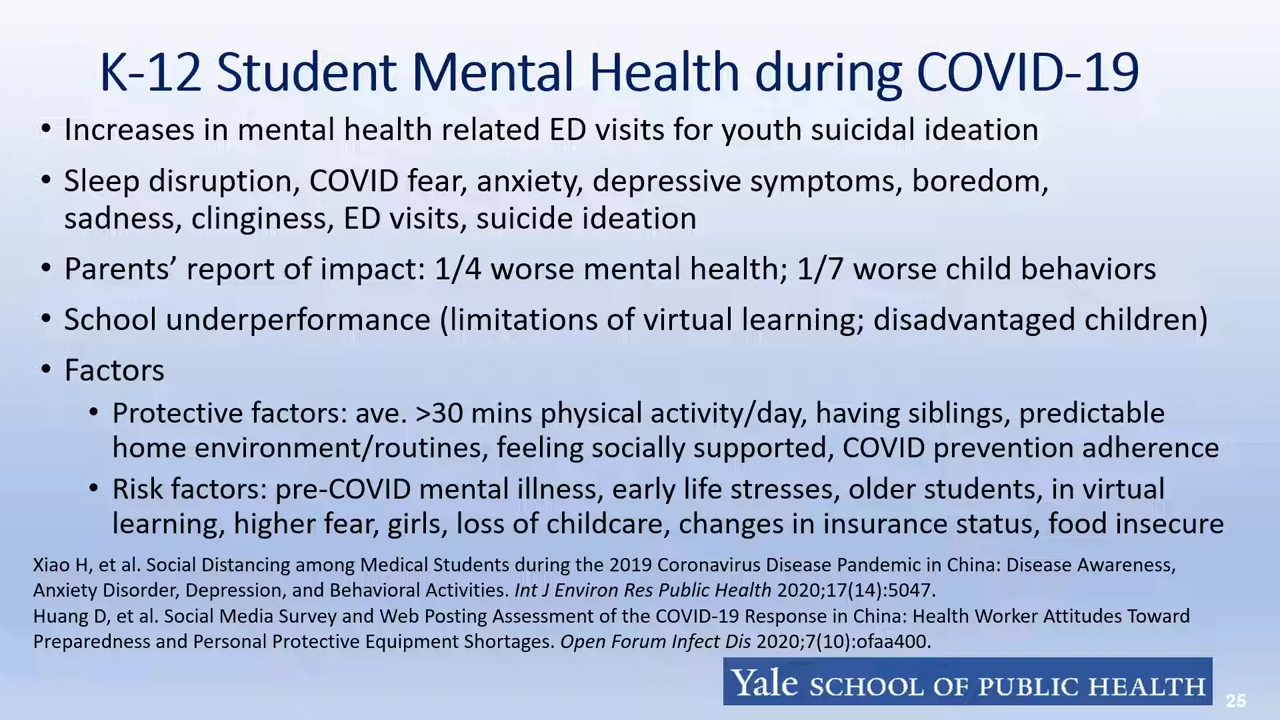 K-12 Student Mental Health during COVID-19
• Increases in mental health related ED visits for youth suicidal ideation
• Sleep disruption, COVID fear, anxiety, depressive symptoms, boredom,
sadness, clinginess, ED visits, suicide ideation
• Parents’ report of impact: 1/4 worse mental health; 1/7 worse child behaviors
• School underperformance (limitations of virtual learning; disadvantaged children)
• Factors
• Protective factors: ave. >30 mins physical activity/day, having siblings, predictable
home environment/routines, feeling socially supported, COVID prevention adherence
• Risk factors: pre-COVID mental illness, early life stresses, older students, in virtual
learning, higher fear, girls, loss of childcare, changes in insurance status, food insecure
Xiao H, et al. Social Distancing among Medical Students during the 2019 Coronavirus Disease Pandemic in China: Disease Awareness,
Anxiety Disorder, Depression, and Behavioral Activities. Int J Environ Res Public Health 2020;17(14):5047.
Huang D, et al. Social Media Survey and Web Posting Assessment of the COVID-19 Response in China: Health Worker Attitudes Toward
Preparedness and Personal Protective Equipment Shortages. Open Forum Infect Dis 2020;7(10):ofaa400.
Yale SCHOOL OF PUBLIC HEALTH
25